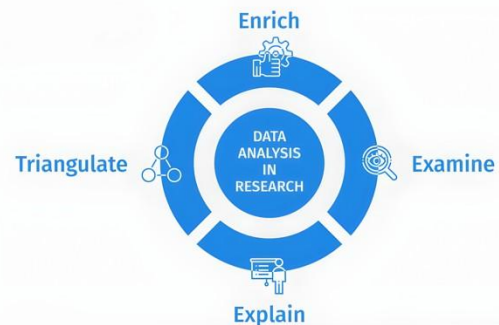 Enrich
DATA
ANALYSIS
IN
RESEARCH
Triangulate
Examine
Explain